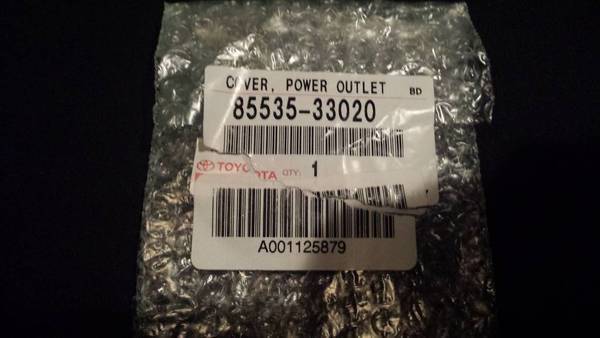 COVER, POWER OUTLET
BD
85535-33020
TOYOTA QTY: 1
A001125879